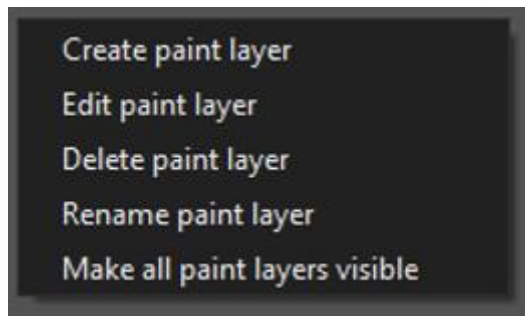 Create paint layer
Edit paint layer
Delete paint layer
Rename paint layer
Make all paint layers visible